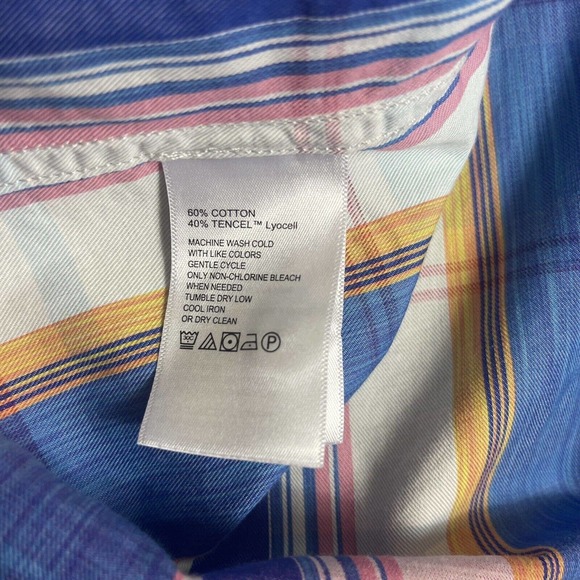 60% COTTON
40% TENCEL™ Lyocell
MACHINE WASH COLD
WITH LIKE COLORS
GENTLE CYCLE
ONLY NON-CHLORINE BLEACH
WHEN NEEDED
TUMBLE DRY LOW
COOL IRON
OR DRY CLEAN
30C P